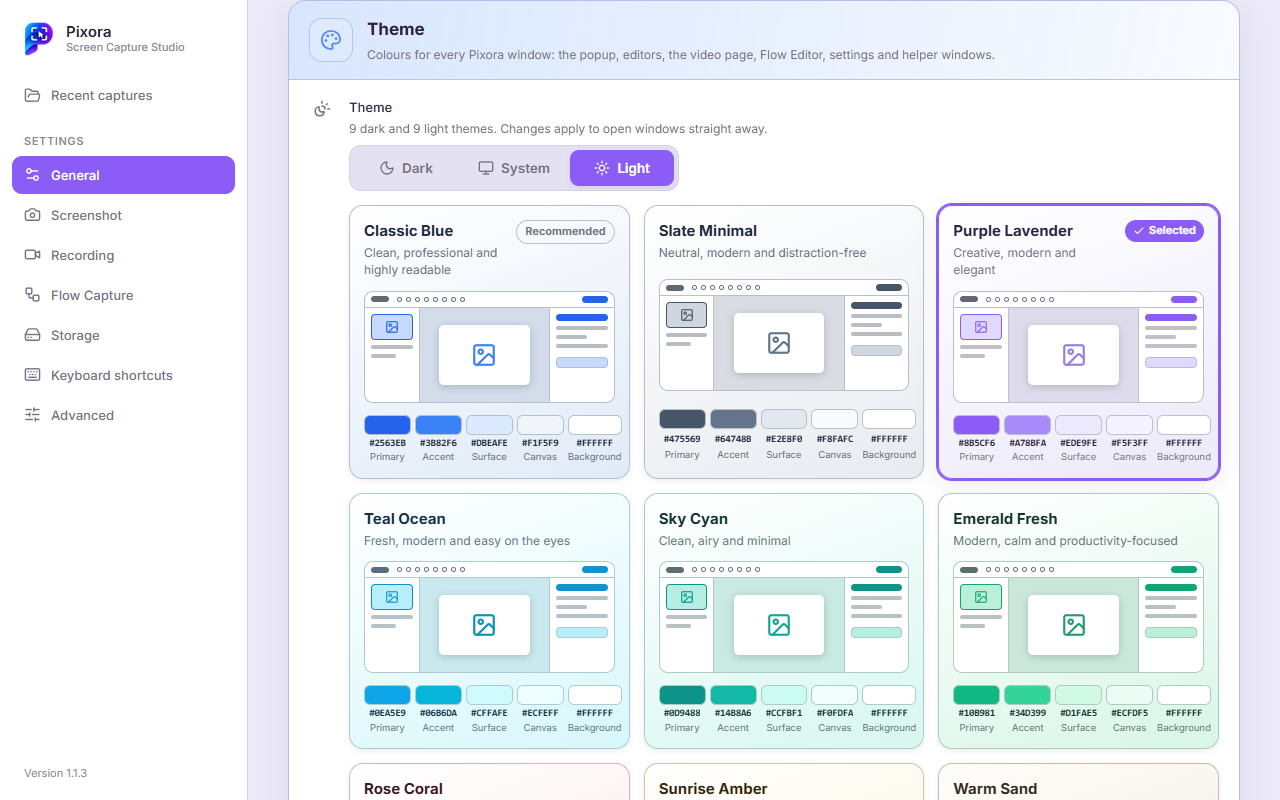 Pixora
Screen Capture Studio
Recent captures
SETTINGS
General
Screenshot
Recording
Flow Capture
Storage
Keyboard shortcuts
Advanced
Version 1.1.3
Theme
Colours for every Pixora window: the popup, editors, the video page, Flow Editor, settings and helper windows.
Theme
9 dark and 9 light themes. Changes apply to open windows straight away.
Dark
System
Light
Classic Blue
Recommended
Clean, professional and
highly readable
#2563EB #3B82F6 #DBEAFE #F1F5F9 #FFFFFF
Primary Accent Surface Canvas Background
Slate Minimal
Neutral, modern and distraction-free
#475569 #64748B #E2E8F0 #F8FAFC #FFFFFF
Primary Accent Surface Canvas Background
Purple Lavender
Selected
Creative, modern and
elegant
#8B5CF6 #A78BFA #EDE9FE #F5F3FF #FFFFFF
Primary Accent Surface Canvas Background
Teal Ocean
Fresh, modern and easy on the eyes
#0EA5E9 #06B6DA #CFFAFE #ECFEFF #FFFFFF
Primary Accent Surface Canvas Background
Sky Cyan
Clean, airy and minimal
#0D9488 #14B8A6 #CCFBF1 #F0FDFA #FFFFFF
Primary Accent Surface Canvas Background
Emerald Fresh
Modern, calm and productivity-focused
#10B981 #34D399 #D1FAE5 #ECFDF5 #FFFFFF
Primary Accent Surface Canvas Background
Rose Coral
Sunrise Amber
Warm Sand